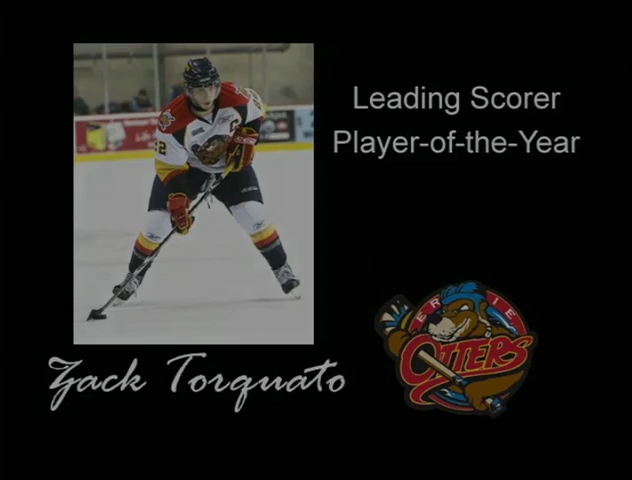 Leading Scorer
Player-of-the-Year
Zack Torquato
ERIE
OTTERS